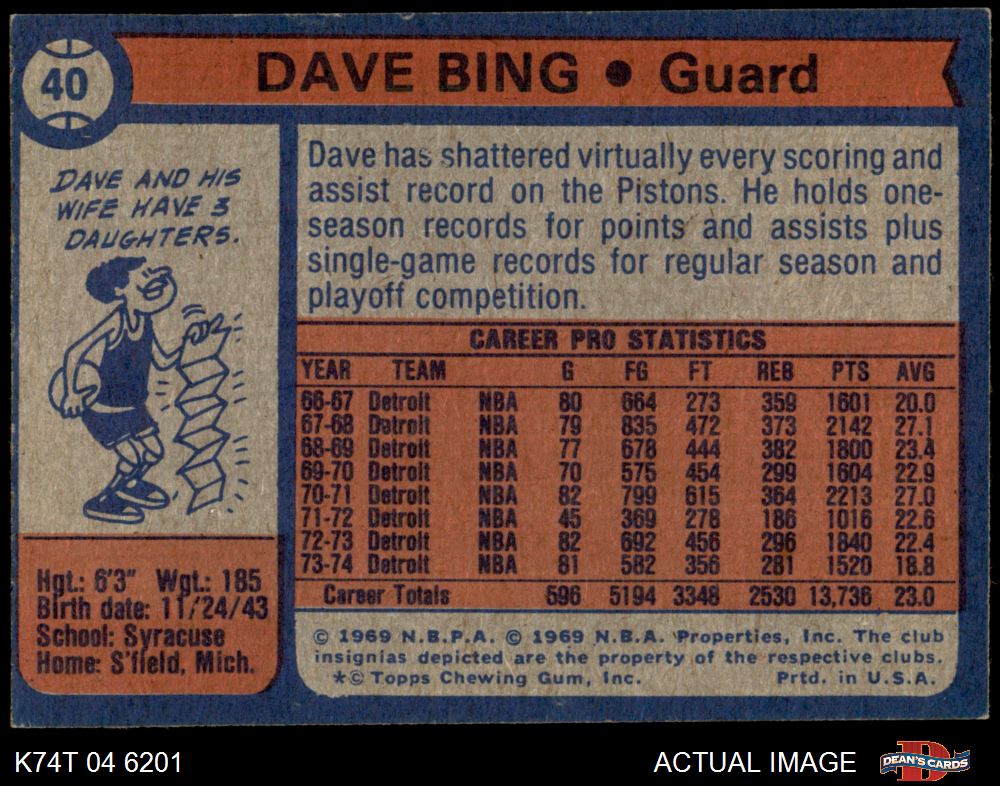 40
DAVE BING • Guard
DAVE AND HIS
WIFE HAVE 3
DAUGHTERS.
Hgt.: 6'3" Wgt.: 185
Birth date: 11/24/43
School: Syracuse
Home: S'field, Mich.
Dave has shattered virtually every scoring and
assist record on the Pistons. He holds one-
season records for points and assists plus
single-game records for regular season and
playoff competition.
CAREER PRO STATISTICS
YEAR TEAM G FG FT REB PTS AVG
66-67 Detroit NBA 80 664 273 359 1601 20.0
67-68 Detroit NBA 79 835 472 373 2142 27.1
68-69 Detroit NBA 77 678 444 382 1800 23.4
69-70 Detroit NBA 70 575 454 299 1604 22.9
70-71 Detroit NBA 82 799 615 364 2213 27.0
71-72 Detroit NBA 45 369 278 186 1016 22.6
72-73 Detroit NBA 82 692 456 296 1840 22.4
73-74 Detroit NBA 81 582 356 281 1520 18.8
Career Totals 596 5194 3348 2530 13,736 23.0
© 1969 N.B.P.A. © 1969 N.B.A. Properties, Inc. The club
insignias depicted are the property of the respective clubs.
*© Topps Chewing Gum, Inc. Prtd. in U.S.A.
K74T 04 6201 ACTUAL IMAGE
D
DEAN'S CARDS